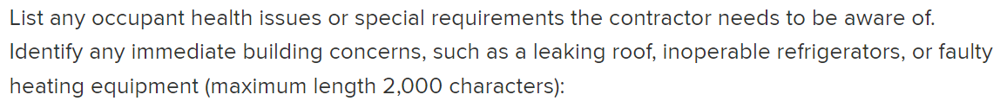 List any occupant health issues or special requirements the contractor needs to be aware of.
Identify any immediate building concerns, such as a leaking roof, inoperable refrigerators, or faulty
heating equipment (maximum length 2,000 characters):